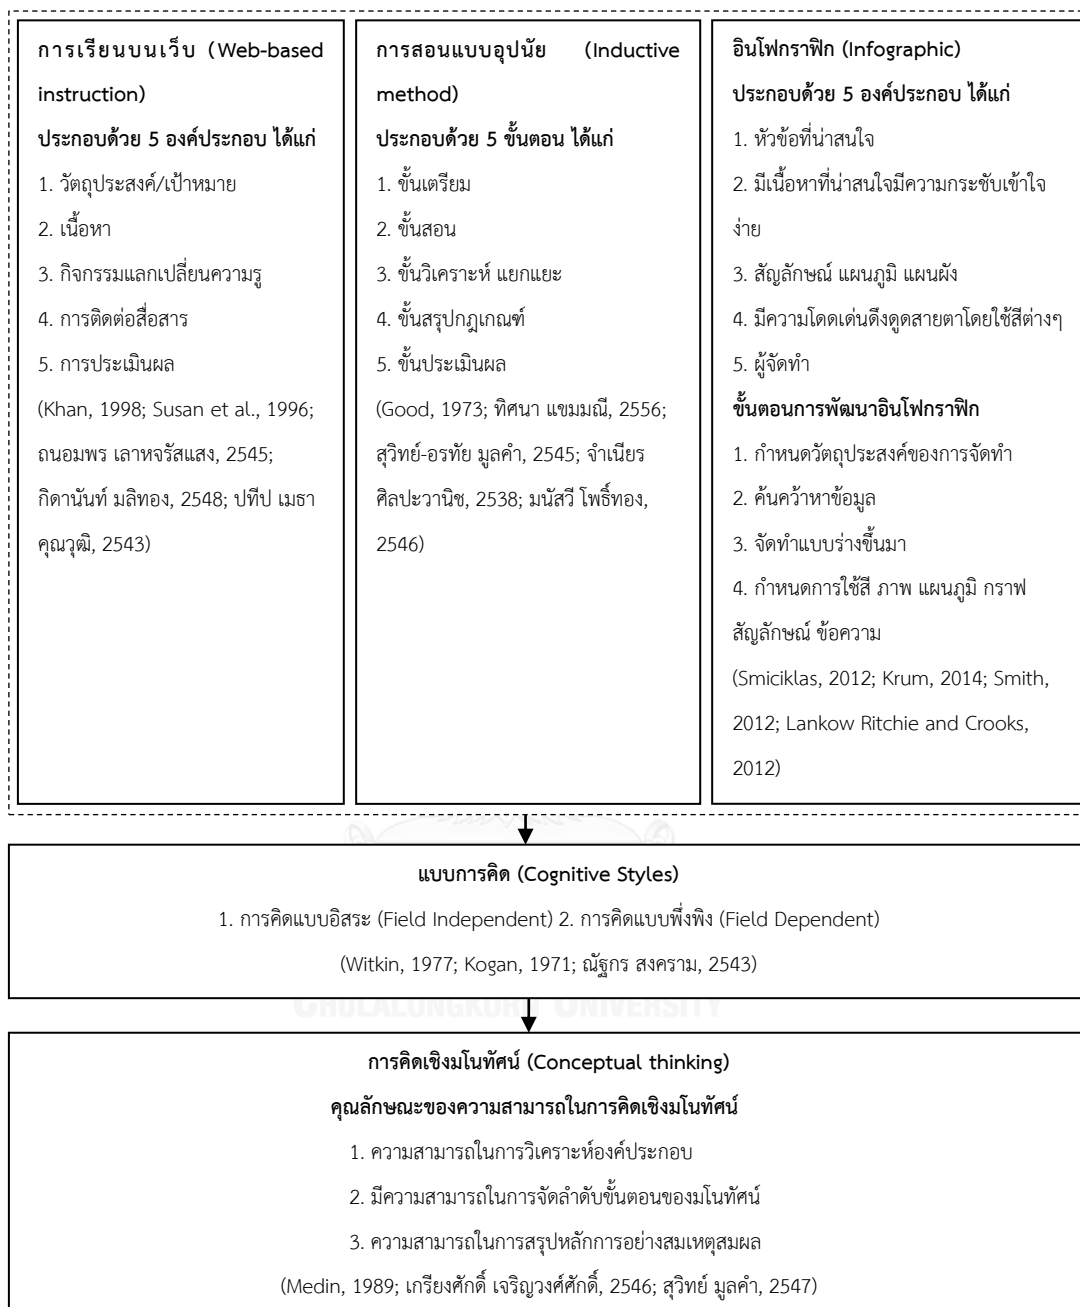 การเรียนบนเว็บ (Web-based
instruction)
ประกอบด้วย 5 องค์ประกอบ ได้แก่
1. วัตถุประสงค์/เป้าหมาย
2. เนื้อหา
3. กิจกรรมแลกเปลี่ยนความรู
4. การติดต่อสื่อสาร
5. การประเมินผล
(Khan, 1998; Susan et al., 1996;
ถนอมพร เลาหจรัสแสง, 2545;
กิดานันท์ มลิทอง, 2548; ปทีป เมธา
คุณวุฒิ, 2543)
การสอนแบบอุปนัย (Inductive
method)
ประกอบด้วย 5 ขั้นตอน ได้แก่
1. ขั้นเตรียม
2. ขั้นสอน
3. ขั้นวิเคราะห์ แยกแยะ
4. ขั้นสรุปกฎเกณฑ์
5. ขั้นประเมินผล
(Good, 1973; ทิศนา แขมมณี, 2556;
สุวิทย์-อรทัย มูลคำ, 2545; จำเนียร
ศิลปะวานิช, 2538; มนัสวี โพธิ์ทอง,
2546)
อินโฟกราฟิก (Infographic)
ประกอบด้วย 5 องค์ประกอบ ได้แก่
1. หัวข้อที่น่าสนใจ
2. มีเนื้อหาที่น่าสนใจมีความกระชับเข้าใจ
ง่าย
3. สัญลักษณ์ แผนภูมิ แผนผัง
4. มีความโดดเด่นดึงดูดสายตาโดยใช้สีต่างๆ
5. ผู้จัดทำ
ขั้นตอนการพัฒนาอินโฟกราฟิก
1. กำหนดวัตถุประสงค์ของการจัดทำ
2. ค้นคว้าหาข้อมูล
3. จัดทำแบบร่างขึ้นมา
4. กำหนดการใช้สี ภาพ แผนภูมิ กราฟ
สัญลักษณ์ ข้อความ
(Smiciklas, 2012; Krum, 2014; Smith,
2012; Lankow Ritchie and Crooks,
2012)
แบบการคิด (Cognitive Styles)
1. การคิดแบบอิสระ (Field Independent) 2. การคิดแบบพึ่งพิง (Field Dependent)
(Witkin, 1977; Kogan, 1971; ณัฐกร สงคราม, 2543)
CHULALONGKORN UNIVERSITY
การคิดเชิงมโนทัศน์ (Conceptual thinking)
คุณลักษณะของความสามารถในการคิดเชิงมโนทัศน์
1. ความสามารถในการวิเคราะห์องค์ประกอบ
2. มีความสามารถในการจัดลำดับขั้นตอนของมโนทัศน์
3. ความสามารถในการสรุปหลักการอย่างสมเหตุสมผล
(Medin, 1989; เกรียงศักดิ์ เจริญวงศ์ศักดิ์, 2546; สุวิทย์ มูลคำ, 2547)